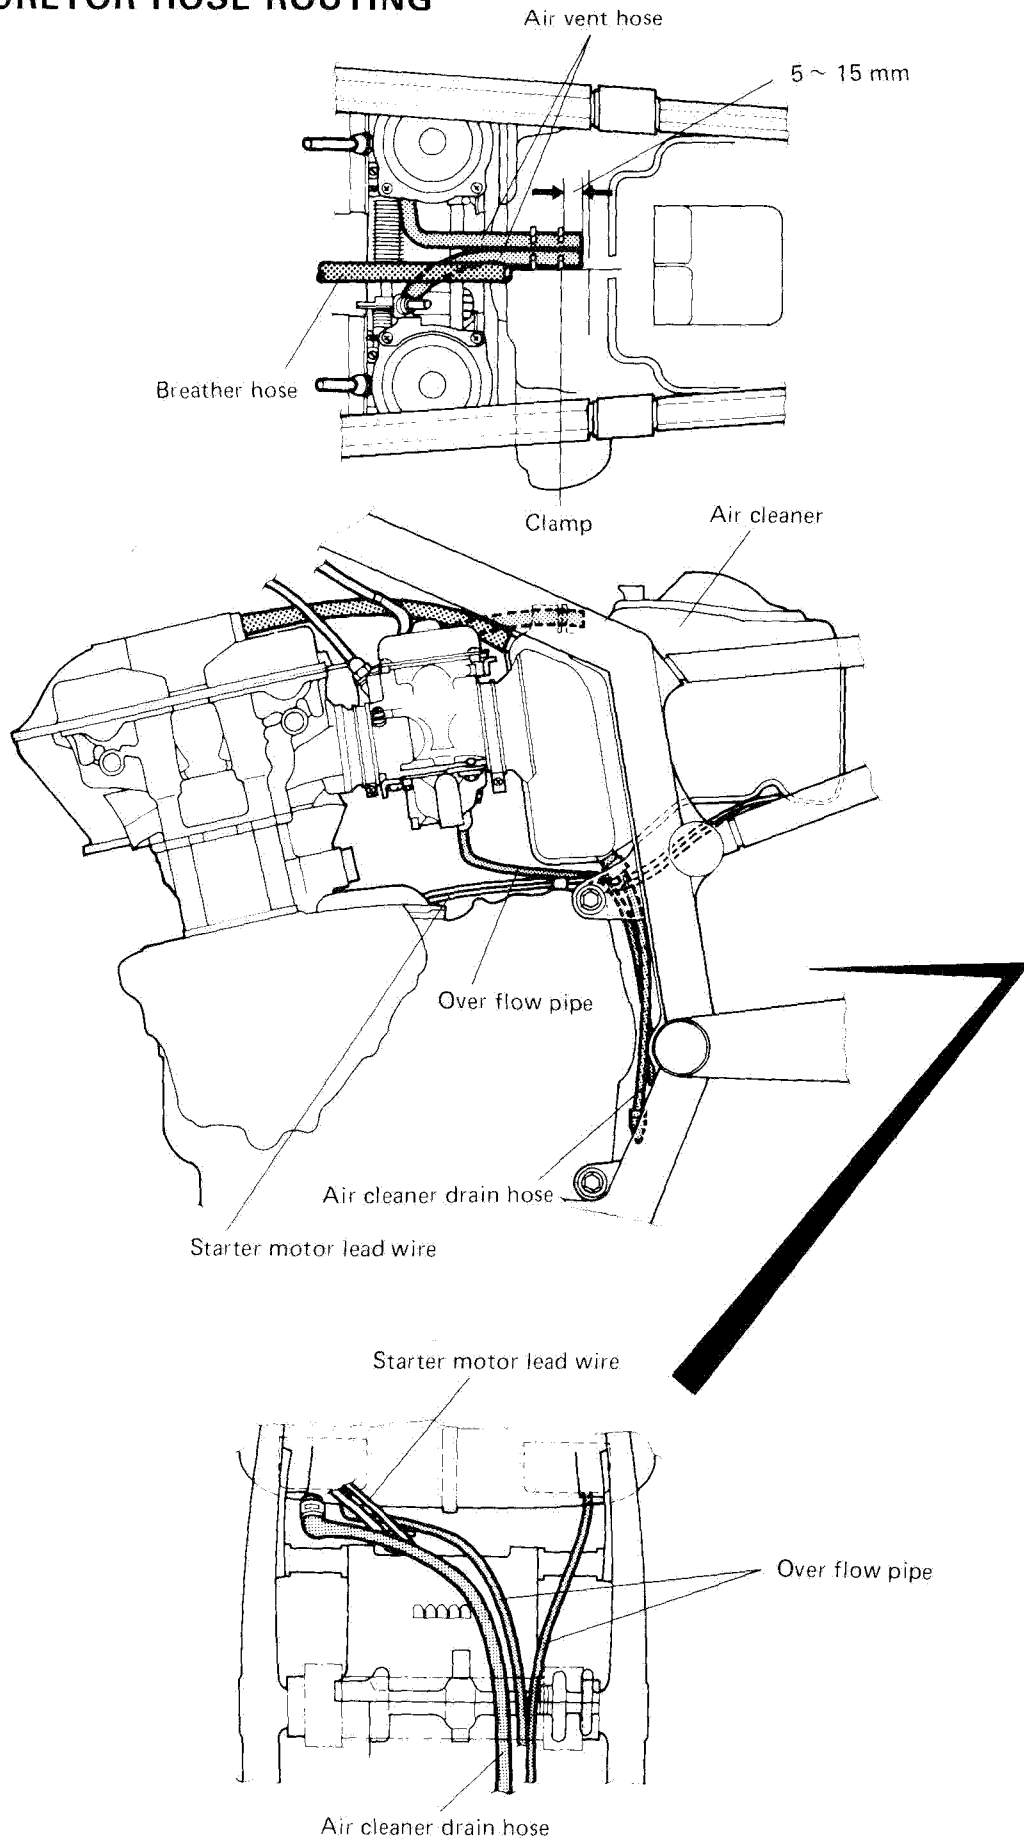 HOSE ROUTING
Air vent hose
5 ~ 15 mm
Breather hose
Clamp
Air cleaner
Over flow pipe
Air cleaner drain hose
Starter motor lead wire
Starter motor lead wire
Over flow pipe
Air cleaner drain hose